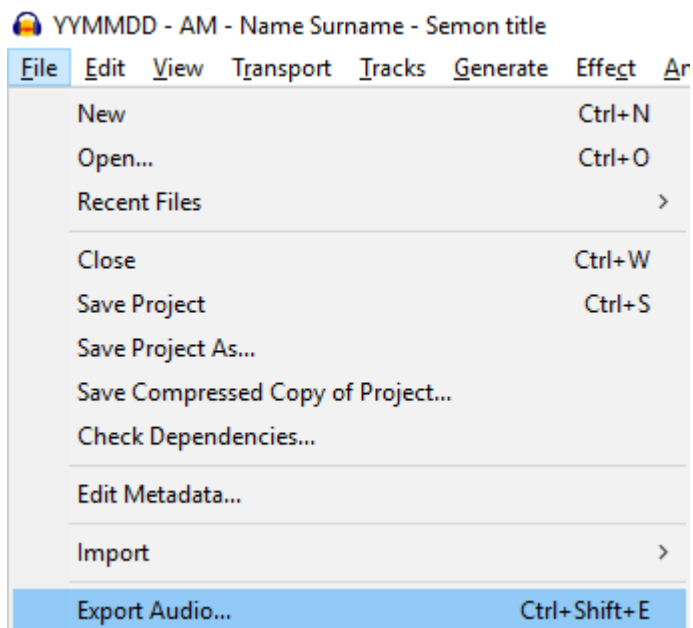 YYMMDD - AM - Name Surname - Semon title
File Edit View Transport Tracks Generate Effect An
New Ctrl+N
Open... Ctrl+O
Recent Files >
Close Ctrl+W
Save Project Ctrl+S
Save Project As...
Save Compressed Copy of Project...
Check Dependencies...
Edit Metadata...
Import >
Export Audio... Ctrl+Shift+E